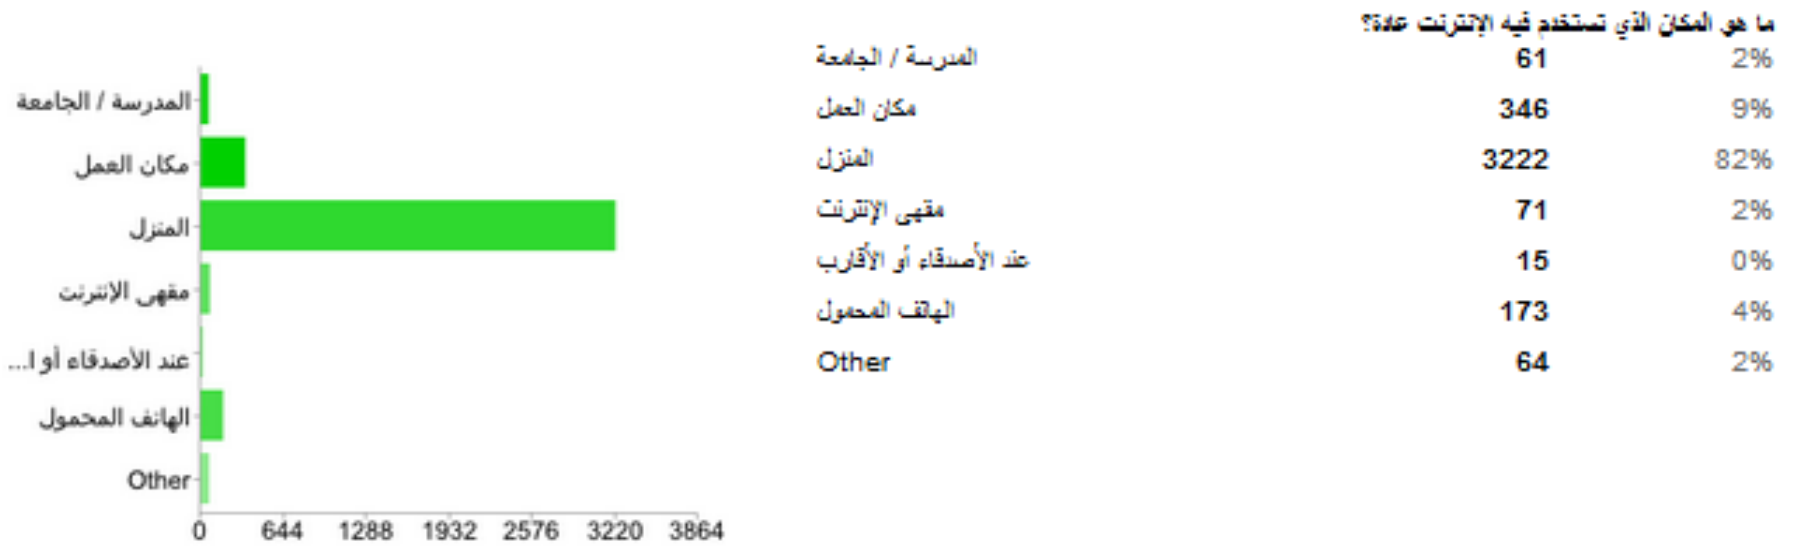 ما هو المكان الذي تستخدم فيه الإنترنت عادة؟
المدرسة / الجامعة 61 2%
مكان العمل 346 9%
المنزل 3222 82%
مقهى الإنترنت 71 2%
عند الأصدقاء أو الأقارب 15 0%
الهاتف المحمول 173 4%
Other 64 2%
المدرسة / الجامعة
مكان العمل
المنزل
مقهى الإنترنت
عند الأصدقاء أو ا...
الهاتف المحمول
Other
0 644 1288 1932 2576 3220 3864